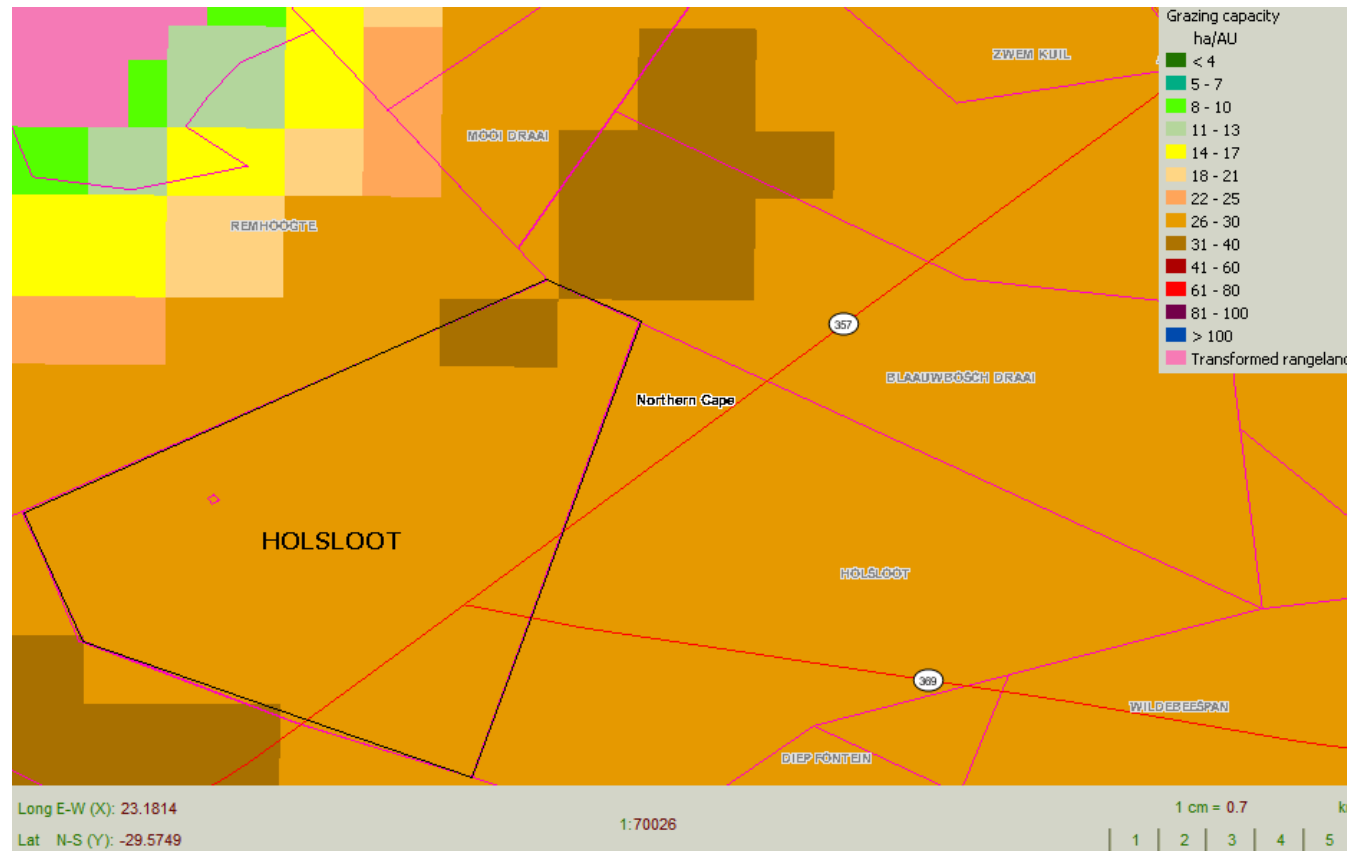 Grazing capacity
ha/AU
< 4
5 - 7
8 - 10
11 - 13
14 - 17
18 - 21
22 - 25
26 - 30
31 - 40
41 - 60
61 - 80
81 - 100
> 100
Transformed rangeland
ZWEM KUIL
MOOI DRAAI
REMHOOGTE
357
BLAAUWBOSCH DRAAI
Northern Cape
HOLSLOOT
HOLSLOOT
369
WILDEBEESPAN
DIEP FONTEIN
Long E-W (X): 23.1814
1:70026
1 cm = 0.7
Lat N-S (Y): -29.5749
1 | 2 | 3 | 4 | 5